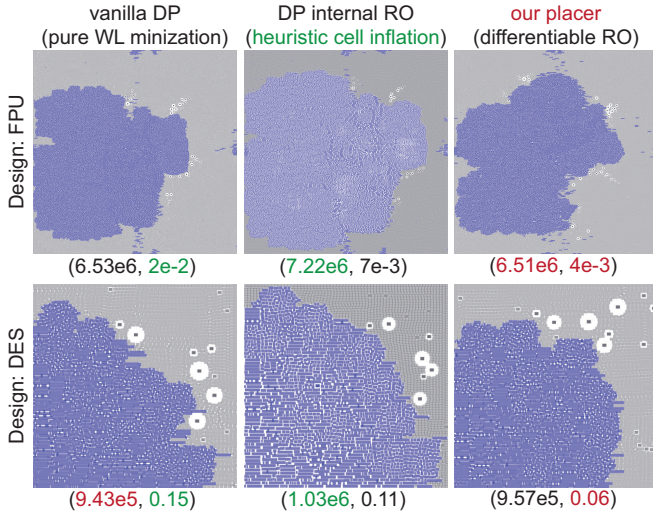 vanilla DP
(pure WL minization)
DP internal RO
(heuristic cell inflation)
our placer
(differentiable RO)
Design: FPU
(6.53e6, 2e-2)
(7.22e6, 7e-3)
(6.51e6, 4e-3)
Design: DES
(9.43e5, 0.15)
(1.03e6, 0.11)
(9.57e5, 0.06)